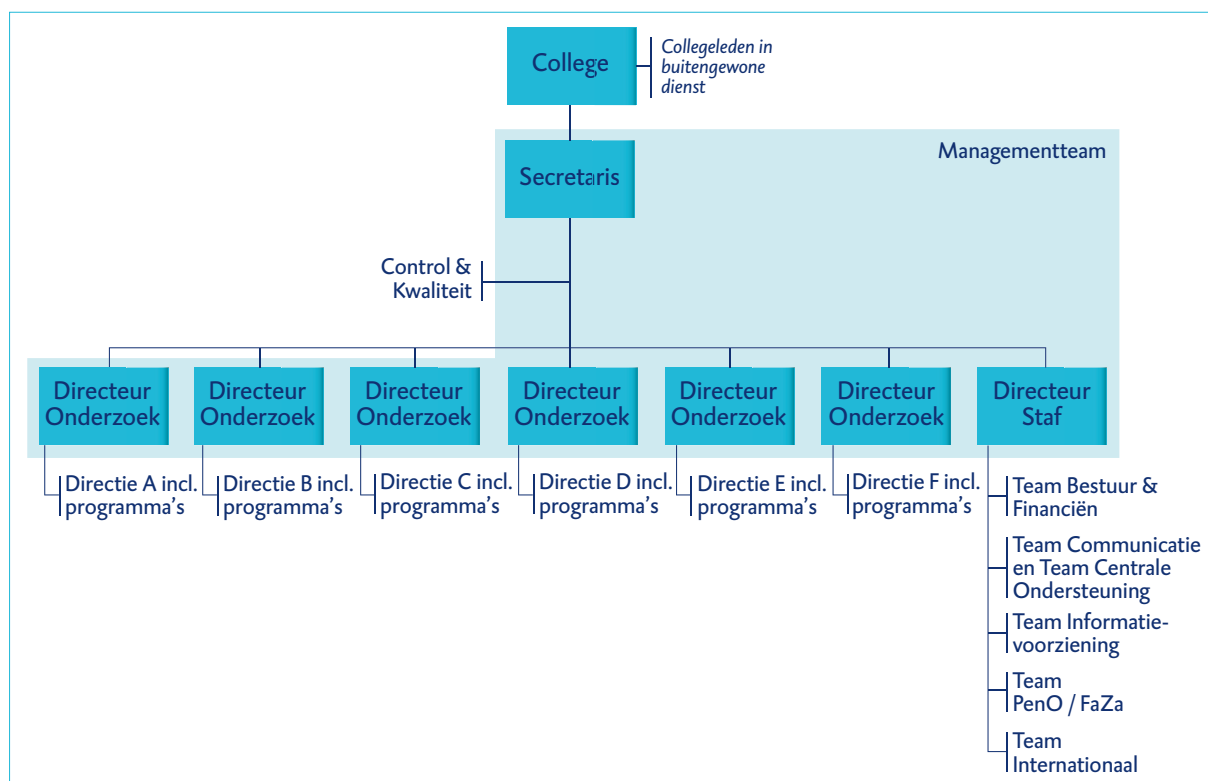 College
Collegeleden in
buitengewone
dienst
Managementteam
Secretaris
Control &
Kwaliteit
Directeur
Onderzoek
Directeur
Onderzoek
Directeur
Onderzoek
Directeur
Onderzoek
Directeur
Onderzoek
Directeur
Onderzoek
Directeur
Staf
Directie A incl.
programma's
Directie B incl.
programma's
Directie C incl.
programma's
Directie D incl.
programma's
Directie E incl.
programma's
Directie F incl.
programma's
Team Bestuur &
Financiën
Team Communicatie
en Team Centrale
Ondersteuning
Team Informatie-
voorziening
Team
PenO / FaZa
Team
Internationaal